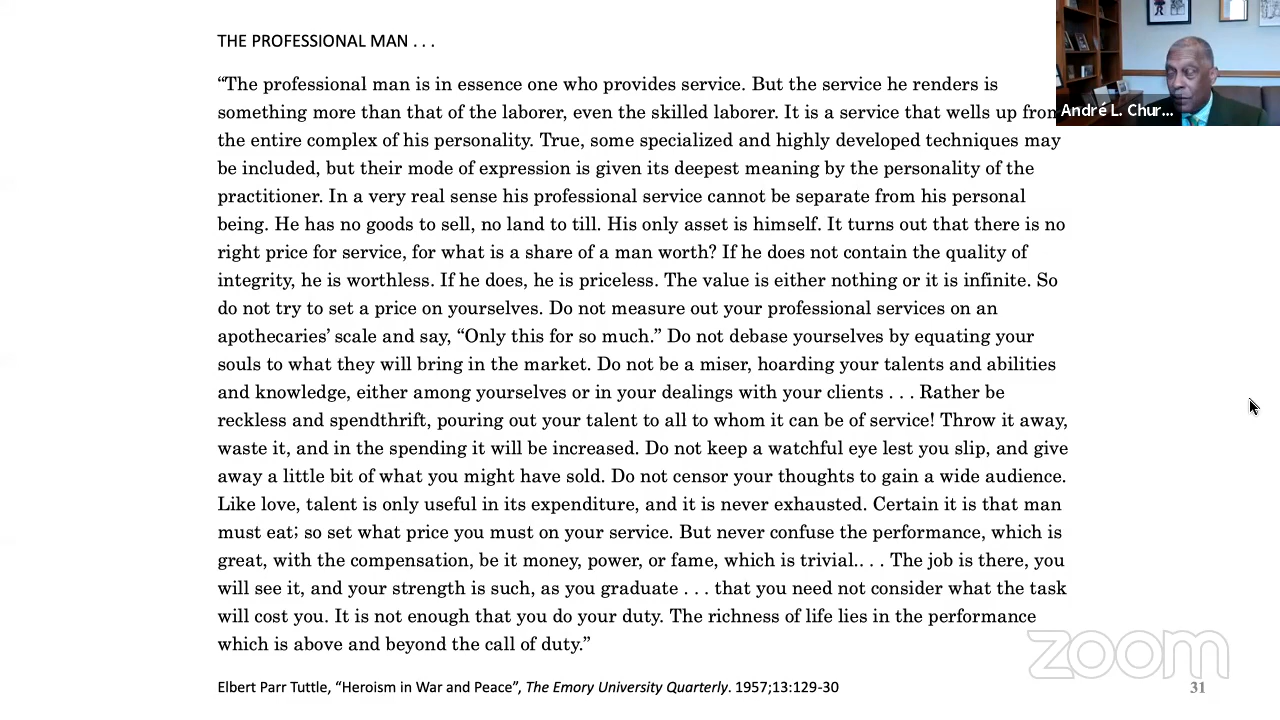 THE PROFESSIONAL MAN . . .
“The professional man is in essence one who provides service. But the service he renders is
something more than that of the laborer, even the skilled laborer. It is a service that wells up from
the entire complex of his personality. True, some specialized and highly developed techniques may
be included, but their mode of expression is given its deepest meaning by the personality of the
practitioner. In a very real sense his professional service cannot be separate from his personal
being. He has no goods to sell, no land to till. His only asset is himself. It turns out that there is no
right price for service, for what is a share of a man worth? If he does not contain the quality of
integrity, he is worthless. If he does, he is priceless. The value is either nothing or it is infinite. So
do not try to set a price on yourselves. Do not measure out your professional services on an
apothecaries’ scale and say, “Only this for so much.” Do not debase yourselves by equating your
souls to what they will bring in the market. Do not be a miser, hoarding your talents and abilities
and knowledge, either among yourselves or in your dealings with your clients . . . Rather be
reckless and spendthrift, pouring out your talent to all to whom it can be of service! Throw it away,
waste it, and in the spending it will be increased. Do not keep a watchful eye lest you slip, and give
away a little bit of what you might have sold. Do not censor your thoughts to gain a wide audience.
Like love, talent is only useful in its expenditure, and it is never exhausted. Certain it is that man
must eat; so set what price you must on your service. But never confuse the performance, which is
great, with the compensation, be it money, power, or fame, which is trivial.. . . The job is there, you
will see it, and your strength is such, as you graduate . . . that you need not consider what the task
will cost you. It is not enough that you do your duty. The richness of life lies in the performance
which is above and beyond the call of duty.”
Elbert Parr Tuttle, “Heroism in War and Peace”, The Emory University Quarterly. 1957;13:129-30
André L. Chur...
zoom
31